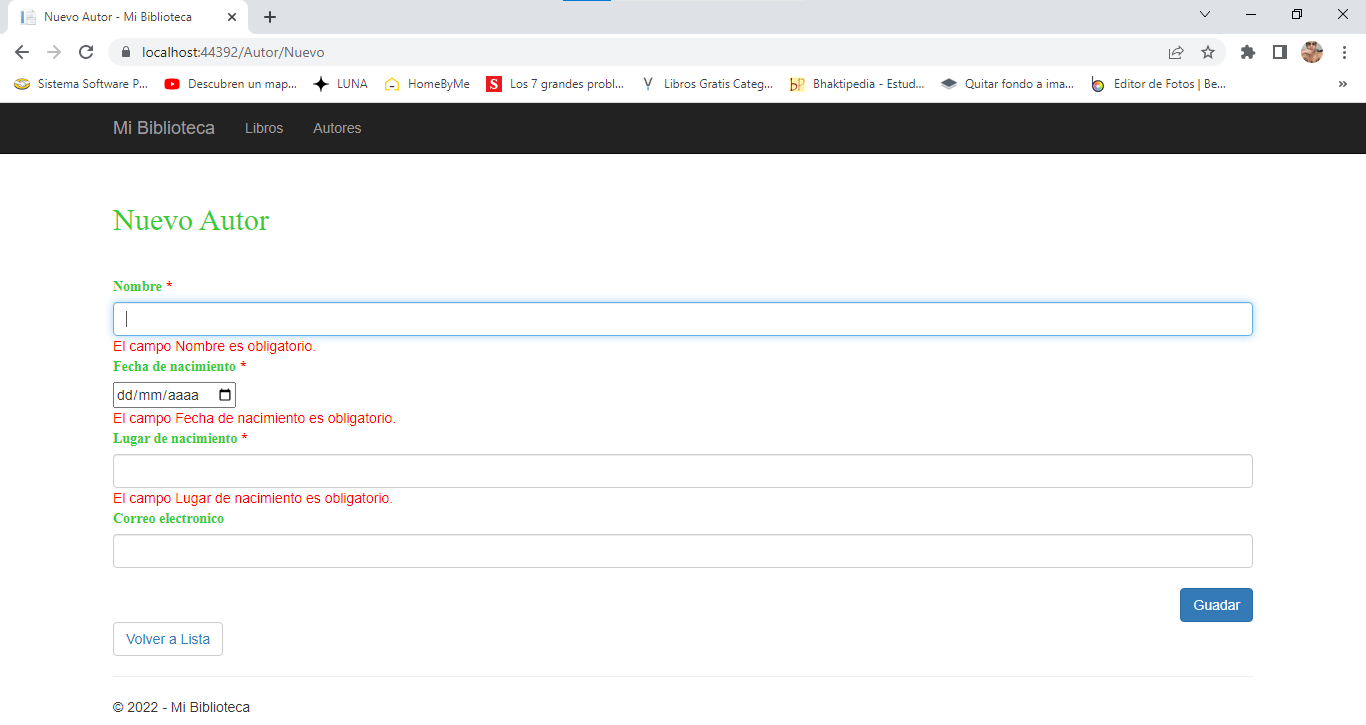 Nuevo Autor - Mi Biblioteca
localhost:44392/Autor/Nuevo
Sistema Software P... Descubren un map... LUNA HomeByMe S Los 7 grandes probl... Y Libros Gratis Categ... bp Bhaktipedia - Estud... Quitar fondo a ima... b Editor de Fotos | Be... »
Mi Biblioteca Libros Autores
Nuevo Autor
Nombre *
El campo Nombre es obligatorio.
Fecha de nacimiento *
dd/mm/aaaa
El campo Fecha de nacimiento es obligatorio.
Lugar de nacimiento *
El campo Lugar de nacimiento es obligatorio.
Correo electronico
Guadar
Volver a Lista
© 2022 - Mi Biblioteca